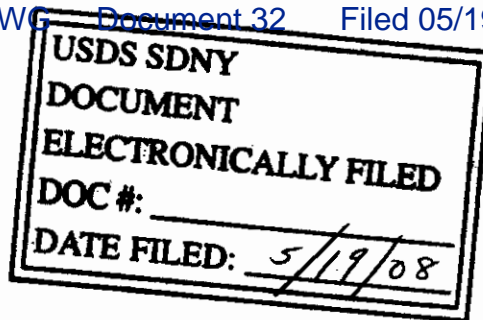 WG Document 32 Filed 05/19
USDS SDNY
DOCUMENT
ELECTRONICALLY FILED
DOC #:
DATE FILED: 5/19/08